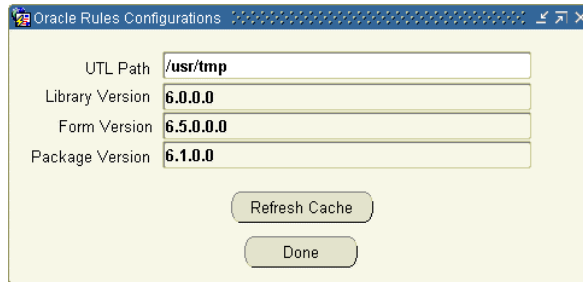 Oracle Rules Configurations
UTL Path /usr/tmp
Library Version 6.0.0.0
Form Version 6.5.0.0.0
Package Version 6.1.0.0
Refresh Cache
Done